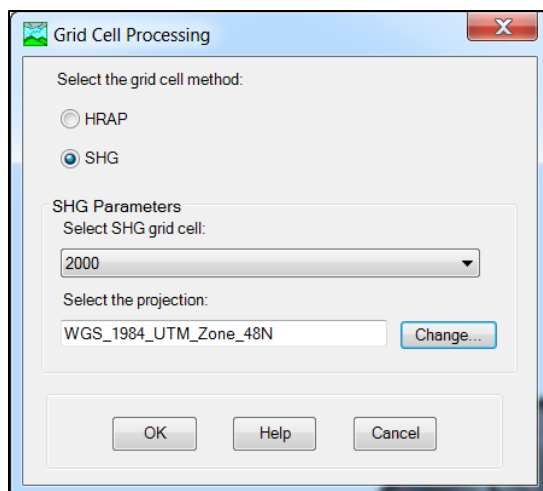 Grid Cell Processing
Select the grid cell method:
HRAP
SHG
SHG Parameters
Select SHG grid cell:
2000
Select the projection:
WGS_1984_UTM_Zone_48N
Change...
OK Help Cancel